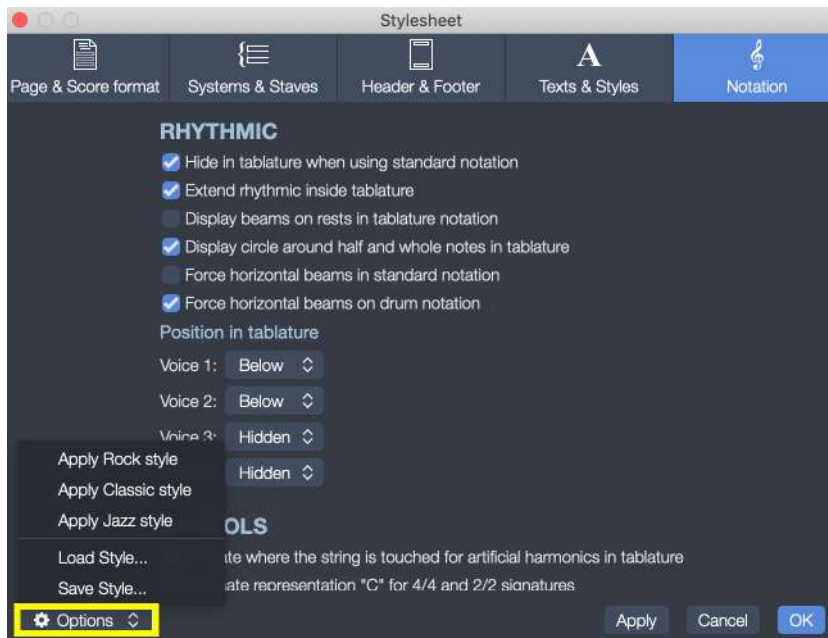 Stylesheet
Page & Score format
Systems & Staves
Header & Footer
Texts & Styles
Notation
RHYTHMIC
Hide in tablature when using standard notation
Extend rhythmic inside tablature
Display beams on rests in tablature notation
Display circle around half and whole notes in tablature
Force horizontal beams in standard notation
Force horizontal beams on drum notation
Position in tablature
Voice 1: Below
Voice 2: Below
Voice 3: Hidden
Apply Rock style
Hidden
Apply Classic style
Apply Jazz style
OLS
Load Style...
where the string is touched for artificial harmonics in tablature
Save Style...
representation "C" for 4/4 and 2/2 signatures
Options
Apply
Cancel
OK